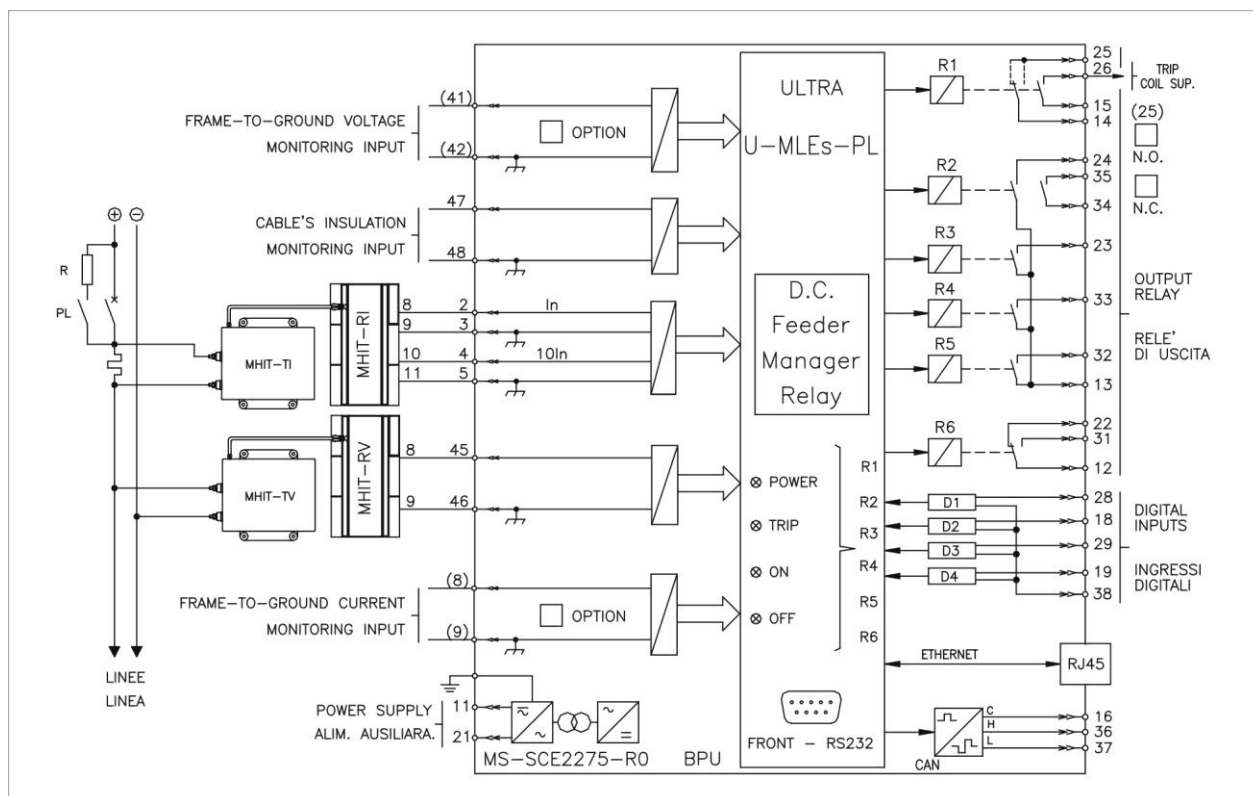 FRAME-TO-GROUND VOLTAGE
MONITORING INPUT
(41)
(42)
OPTION
CABLE'S INSULATION
MONITORING INPUT
47
48
+
-
R
PL
MHIT-TI
MHIT-RI
8
9
10
11
2
3
4
5
In
10In
MHIT-TV
MHIT-RV
8
9
45
46
FRAME-TO-GROUND CURRENT
MONITORING INPUT
(8)
(9)
OPTION
LINEE
LINEA
POWER SUPPLY
ALIM. AUSILIARA.
11
21
MS-SCE2275-R0
BPU
ULTRA
U-MLEs-PL
D.C.
Feeder
Manager
Relay
POWER
TRIP
ON
OFF
R1
R2
R3
R4
R5
R6
FRONT - RS232
R1
R2
R3
R4
R5
R6
D1
D2
D3
D4
ETHERNET
RJ45
CAN
C
H
L
25
26
15
14
TRIP
COIL SUP.
(25)
N.O.
N.C.
24
35
34
23
33
32
13
22
31
12
OUTPUT
RELAY
RELE'
DI USCITA
28
18
29
19
38
DIGITAL
INPUTS
INGRESSI
DIGITALI
16
36
37